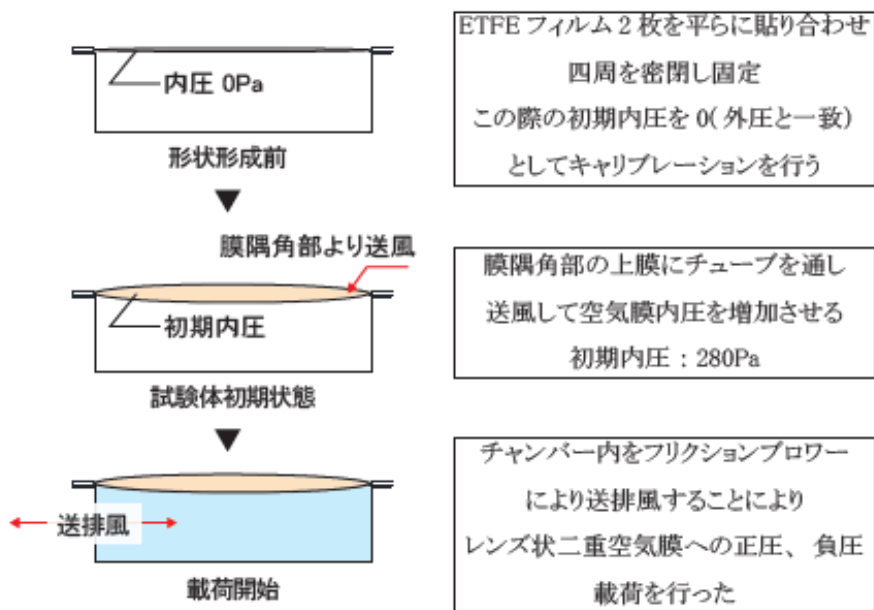 内圧 0Pa
形状形成前
ETFE フィルム 2 枚を平らに貼り合わせ
四周を密閉し固定
この際の初期内圧を 0( 外圧と一致)
としてキャリブレーションを行う
膜隅角部より送風
初期内圧
試験体初期状態
膜隅角部の上膜にチューブを通し
送風して空気膜内圧を増加させる
初期内圧：280Pa
送排風
載荷開始
チャンバー内をフリクションブロワー
により送排風することにより
レンズ状二重空気膜への正圧、負圧
載荷を行った